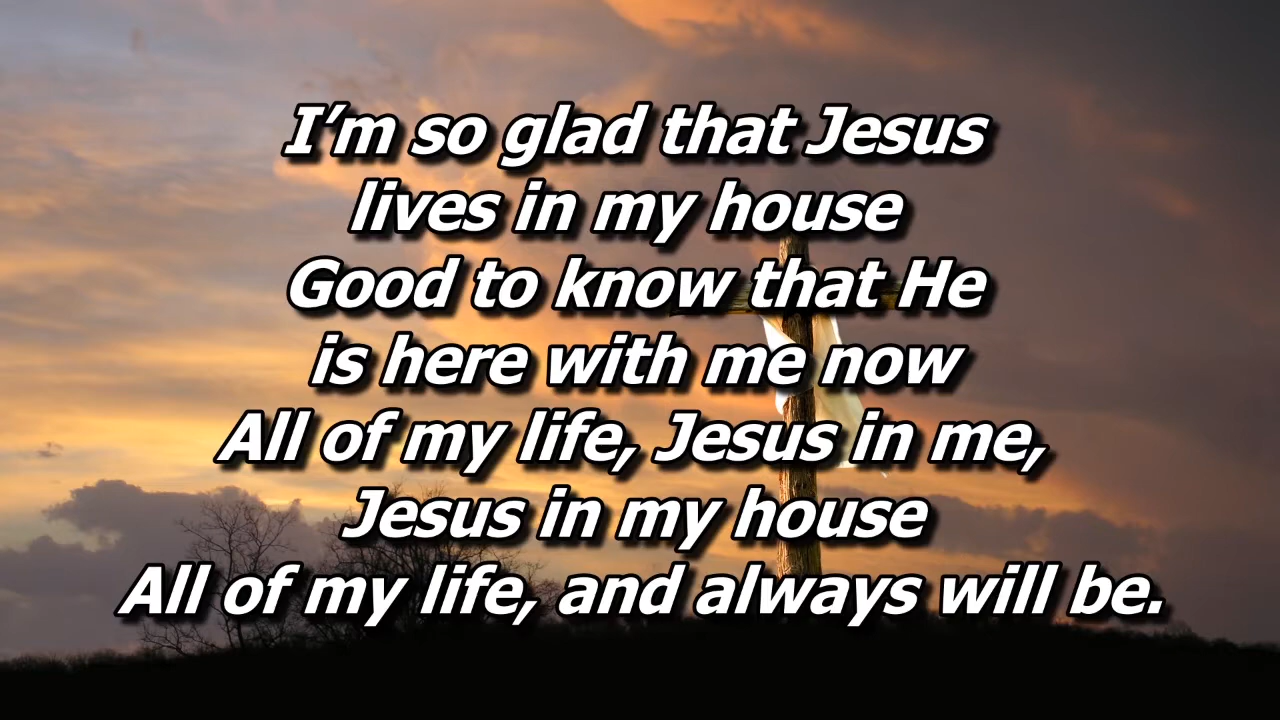 I’m so glad that Jesus
lives in my house
Good to know that He
is here with me now
All of my life, Jesus in me,
Jesus in my house
All of my life, and always will be.